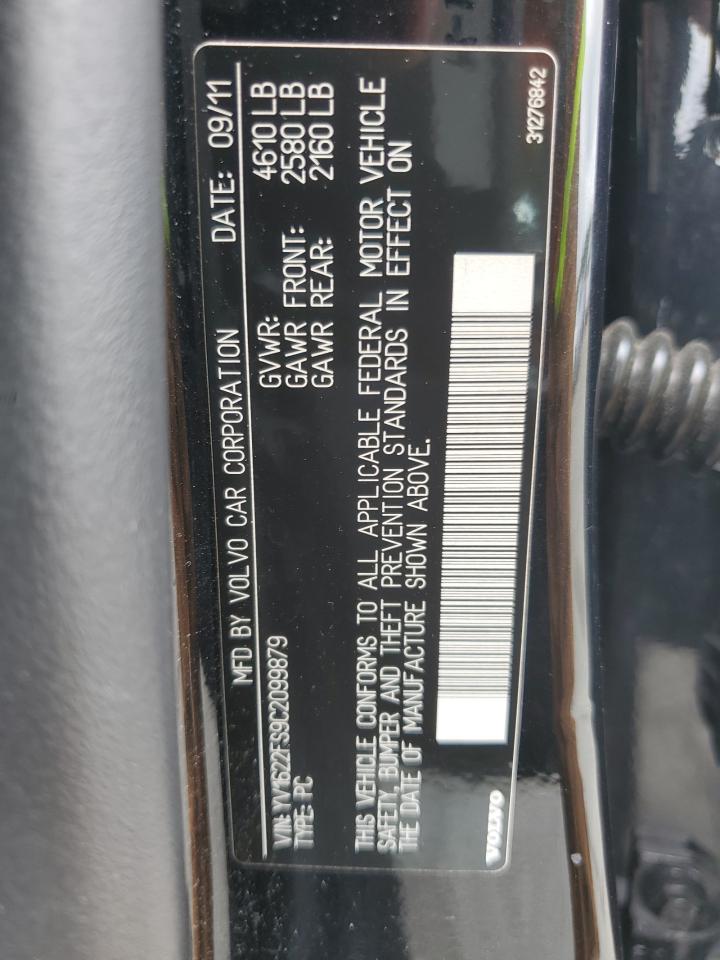 MFD BY VOLVO CAR CORPORATION DATE: 09/11
GVWR: 4610 LB
GAWR FRONT: 2580 LB
GAWR REAR: 2160 LB
VIN: YV1622FS9C2099879
TYPE: PC
THIS VEHICLE CONFORMS TO ALL APPLICABLE FEDERAL MOTOR VEHICLE
SAFETY, BUMPER AND THEFT PREVENTION STANDARDS IN EFFECT ON
THE DATE OF MANUFACTURE SHOWN ABOVE.
VOLVO
31276842